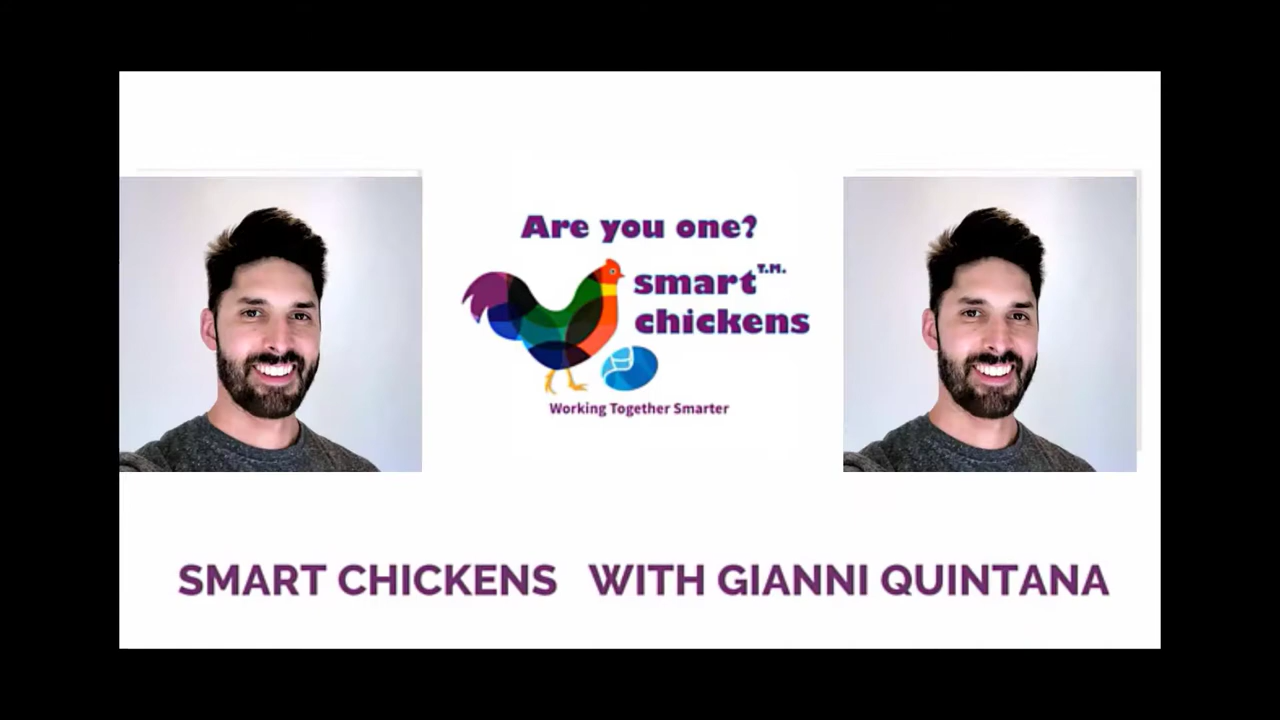 Are you one?
smart T.M.
chickens
Working Together Smarter
SMART CHICKENS WITH GIANNI QUINTANA